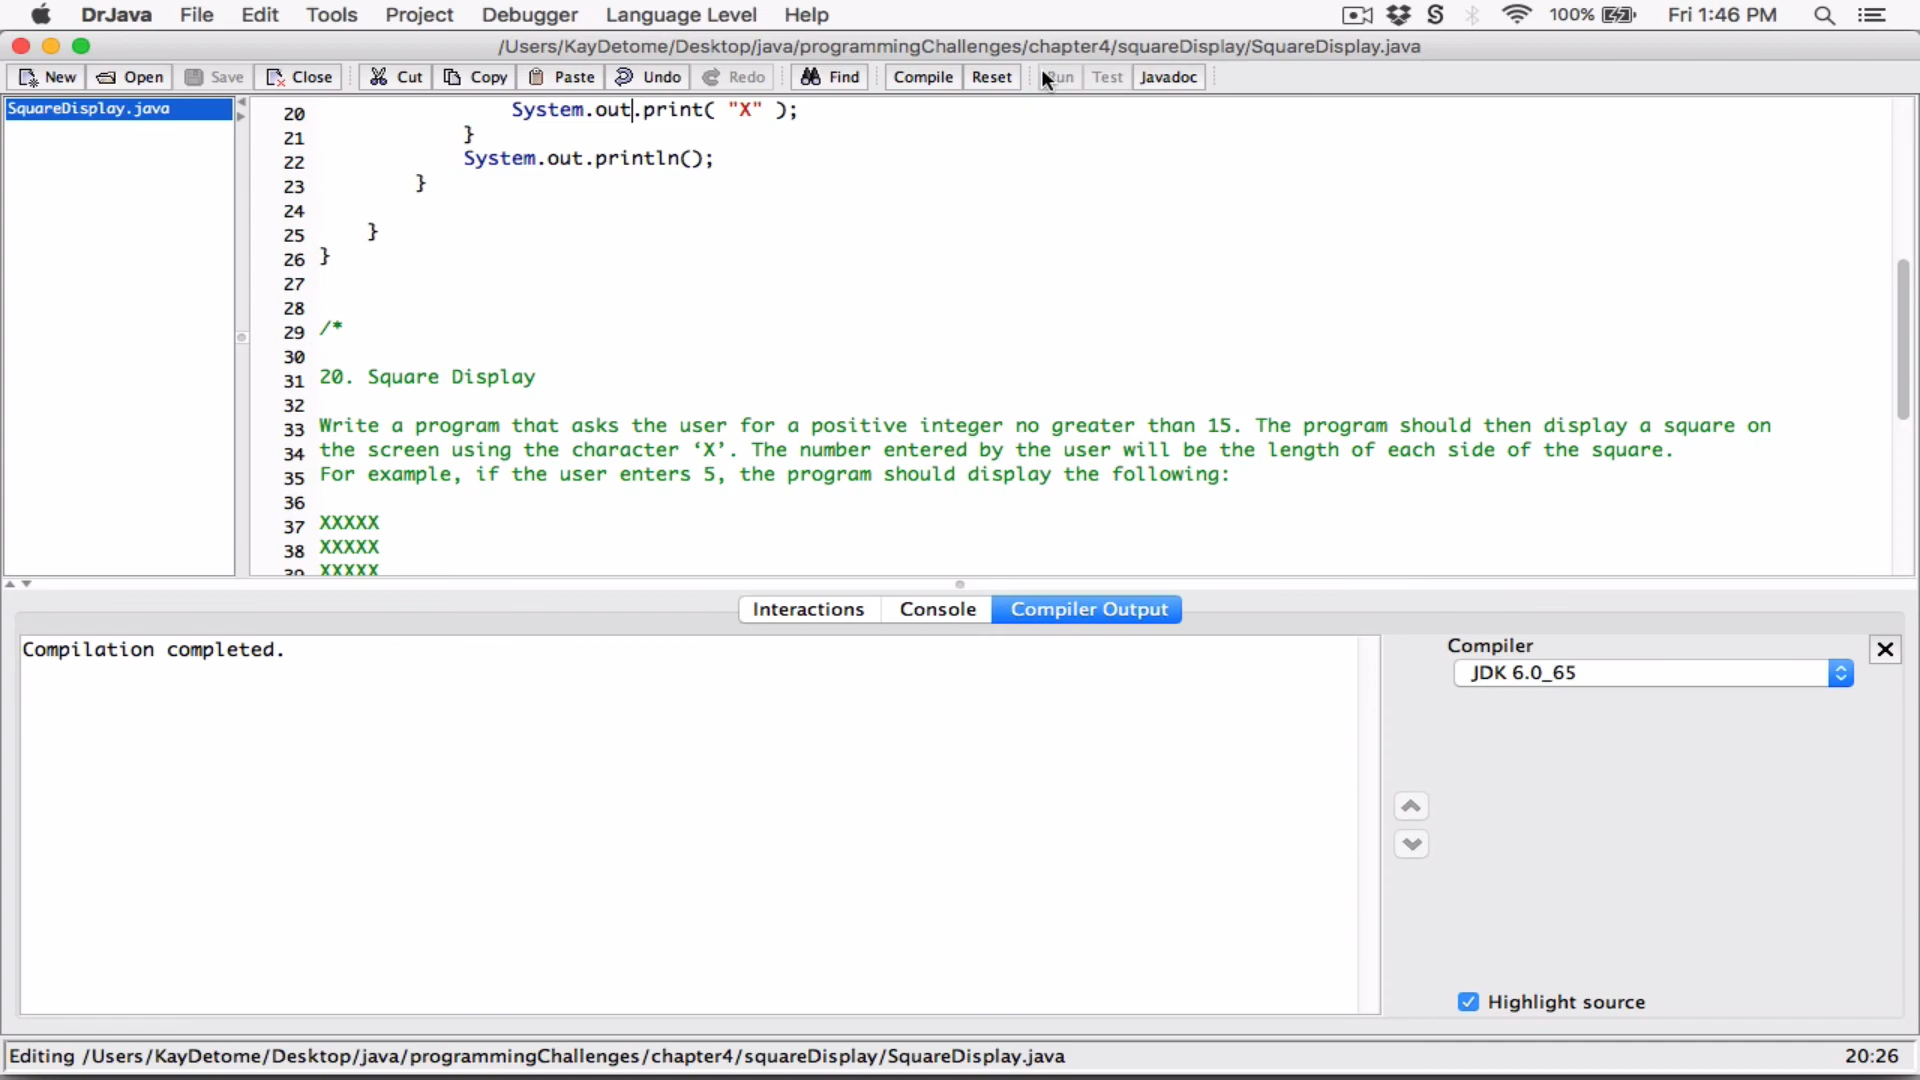 DrJava File Edit Tools Project Debugger Language Level Help 100% Fri 1:46 PM
/Users/KayDetome/Desktop/java/programmingChallenges/chapter4/squareDisplay/SquareDisplay.java
New Open Save Close Cut Copy Paste Undo Redo Find Compile Reset Run Test Javadoc
SquareDisplay.java
20 System.out.print( "X" );
21 }
22 System.out.println();
23 }
24
25 }
26 }
27
28
29 /*
30
31 20. Square Display
32
33 Write a program that asks the user for a positive integer no greater than 15. The program should then display a square on
34 the screen using the character ‘X’. The number entered by the user will be the length of each side of the square.
35 For example, if the user enters 5, the program should display the following:
36
37 XXXXX
38 XXXXX
39 XXXXX
Interactions Console Compiler Output
Compilation completed.
Compiler
JDK 6.0_65
Highlight source
Editing /Users/KayDetome/Desktop/java/programmingChallenges/chapter4/squareDisplay/SquareDisplay.java 20:26